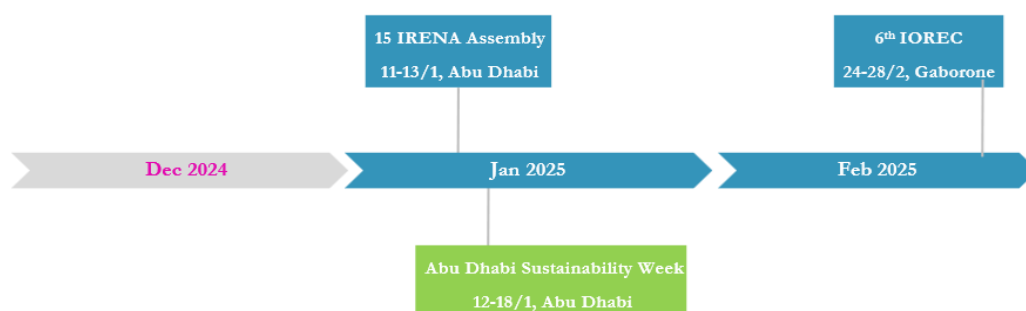 15 IRENA Assembly
11-13/1, Abu Dhabi
6th IOREC
24-28/2, Gaborone
Dec 2024
Jan 2025
Feb 2025
Abu Dhabi Sustainability Week
12-18/1, Abu Dhabi